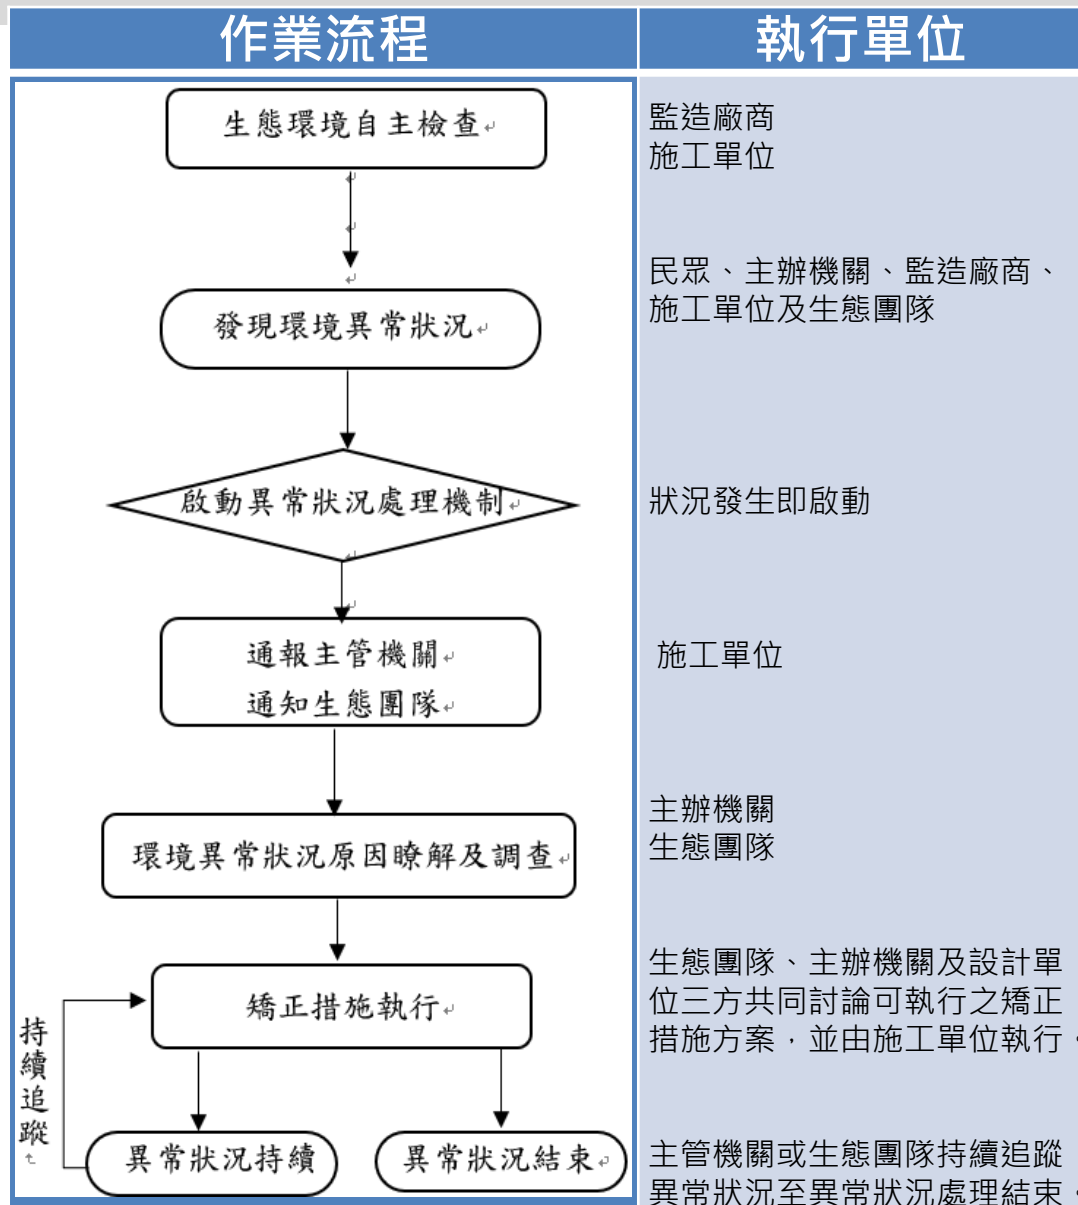 作業流程
執行單位
生態環境自主檢查
監造廠商
施工單位
發現環境異常狀況
民眾、主辦機關、監造廠商、
施工單位及生態團隊
啟動異常狀況處理機制
狀況發生即啟動
通報主管機關
通知生態團隊
施工單位
環境異常狀況原因瞭解及調查
主辦機關
生態團隊
矯正措施執行
生態團隊、主辦機關及設計單
位三方共同討論可執行之矯正
措施方案，並由施工單位執行。
持續追蹤
異常狀況持續
異常狀況結束
主管機關或生態團隊持續追蹤
異常狀況至異常狀況處理結束。